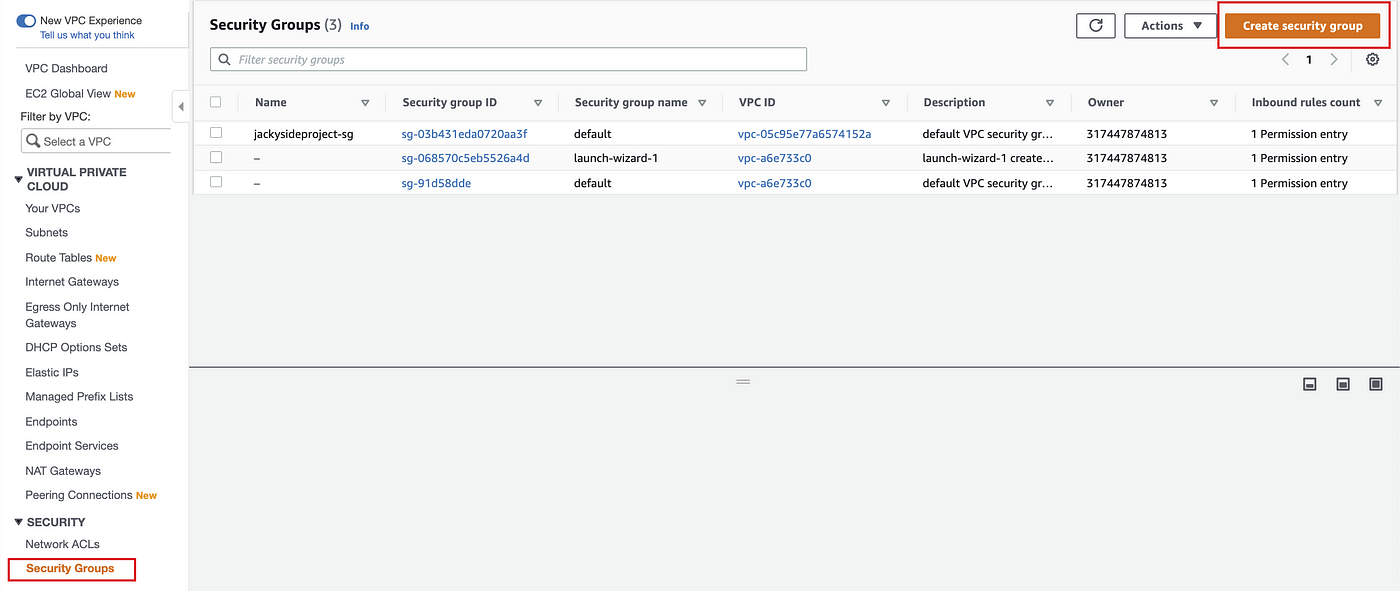 New VPC Experience
Tell us what you think
VPC Dashboard
EC2 Global View New
Filter by VPC:
Select a VPC
VIRTUAL PRIVATE
CLOUD
Your VPCs
Subnets
Route Tables New
Internet Gateways
Egress Only Internet
Gateways
DHCP Options Sets
Elastic IPs
Managed Prefix Lists
Endpoints
Endpoint Services
NAT Gateways
Peering Connections New
SECURITY
Network ACLs
Security Groups
Security Groups (3) Info
Actions
Create security group
Filter security groups
1
Name Security group ID Security group name VPC ID Description Owner Inbound rules count
jackysideproject-sg sg-03b431eda0720aa3f default vpc-05c95e77a6574152a default VPC security gr... 317447874813 1 Permission entry
– sg-068570c5eb5526a4d launch-wizard-1 vpc-a6e733c0 launch-wizard-1 create... 317447874813 1 Permission entry
– sg-91d58dde default vpc-a6e733c0 default VPC security gr... 317447874813 1 Permission entry